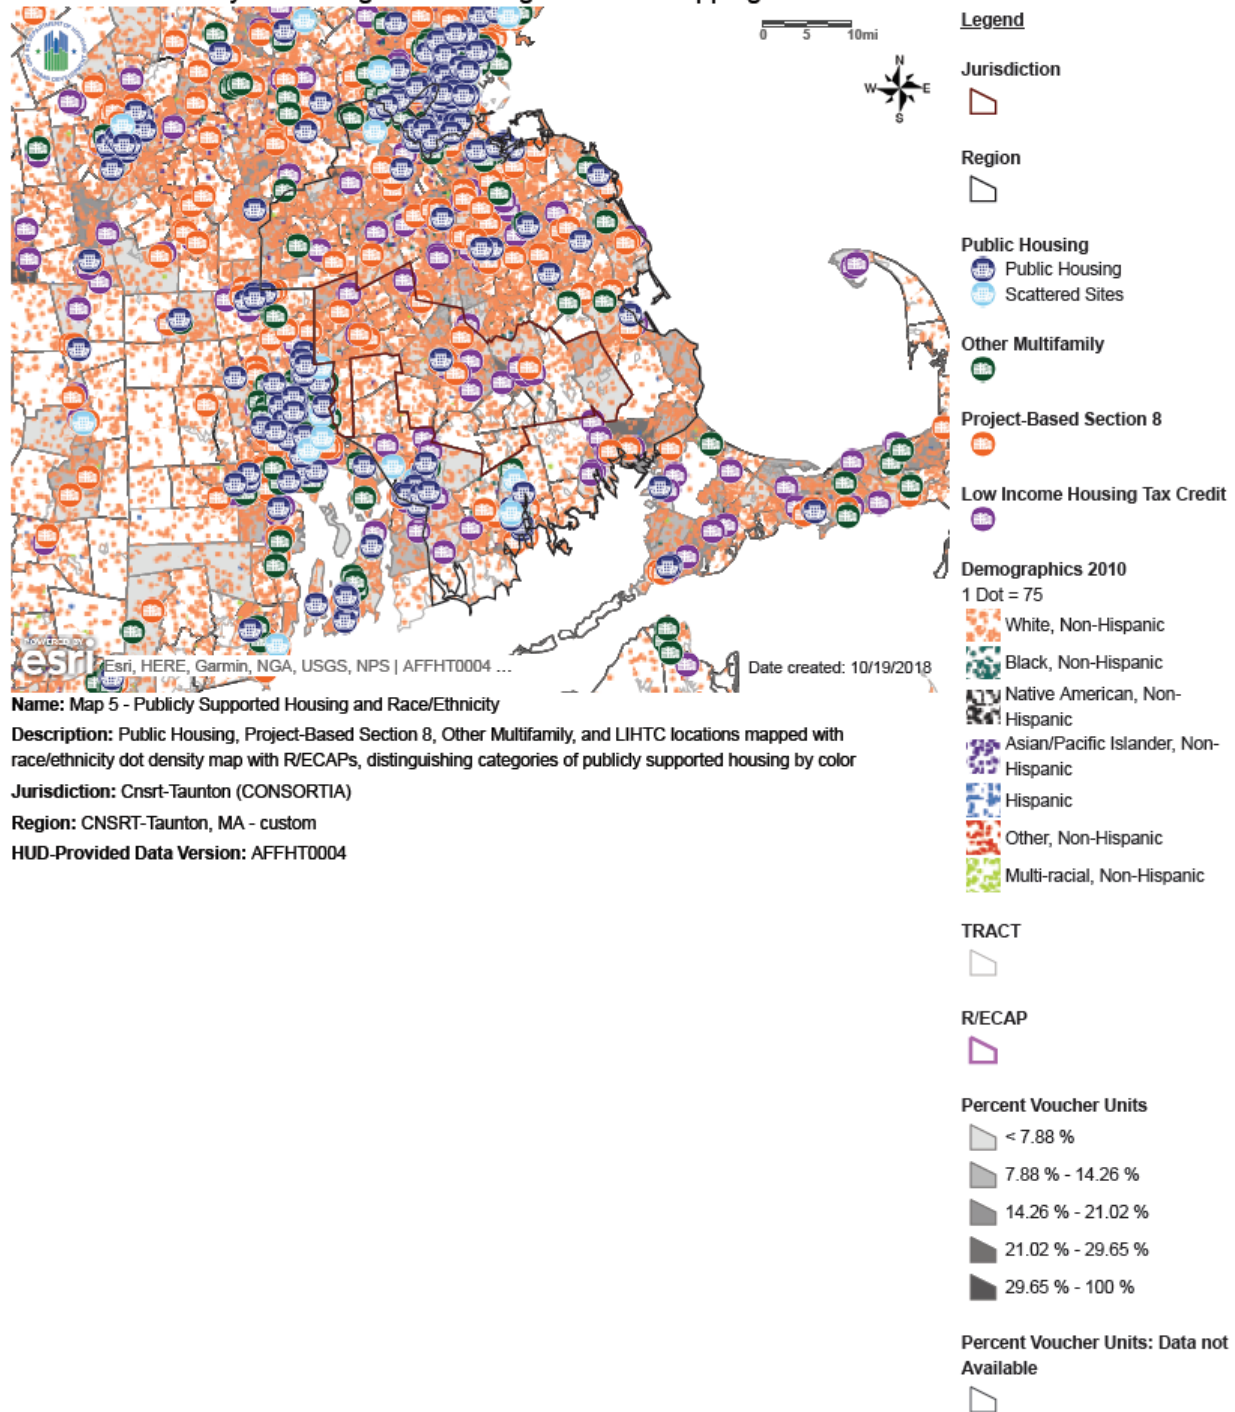 0 5 10mi
N
W E
S
POWERED BY
esri
Esri, HERE, Garmin, NGA, USGS, NPS | AFFHT0004 ...
Date created: 10/19/2018
Name: Map 5 - Publicly Supported Housing and Race/Ethnicity
Description: Public Housing, Project-Based Section 8, Other Multifamily, and LIHTC locations mapped with
race/ethnicity dot density map with R/ECAPs, distinguishing categories of publicly supported housing by color
Jurisdiction: Cnsrt-Taunton (CONSORTIA)
Region: CNSRT-Taunton, MA - custom
HUD-Provided Data Version: AFFHT0004
Legend
Jurisdiction
Region
Public Housing
Public Housing
Scattered Sites
Other Multifamily
Project-Based Section 8
Low Income Housing Tax Credit
Demographics 2010
1 Dot = 75
White, Non-Hispanic
Black, Non-Hispanic
Native American, Non-
Hispanic
Asian/Pacific Islander, Non-
Hispanic
Hispanic
Other, Non-Hispanic
Multi-racial, Non-Hispanic
TRACT
R/ECAP
Percent Voucher Units
< 7.88 %
7.88 % - 14.26 %
14.26 % - 21.02 %
21.02 % - 29.65 %
29.65 % - 100 %
Percent Voucher Units: Data not
Available